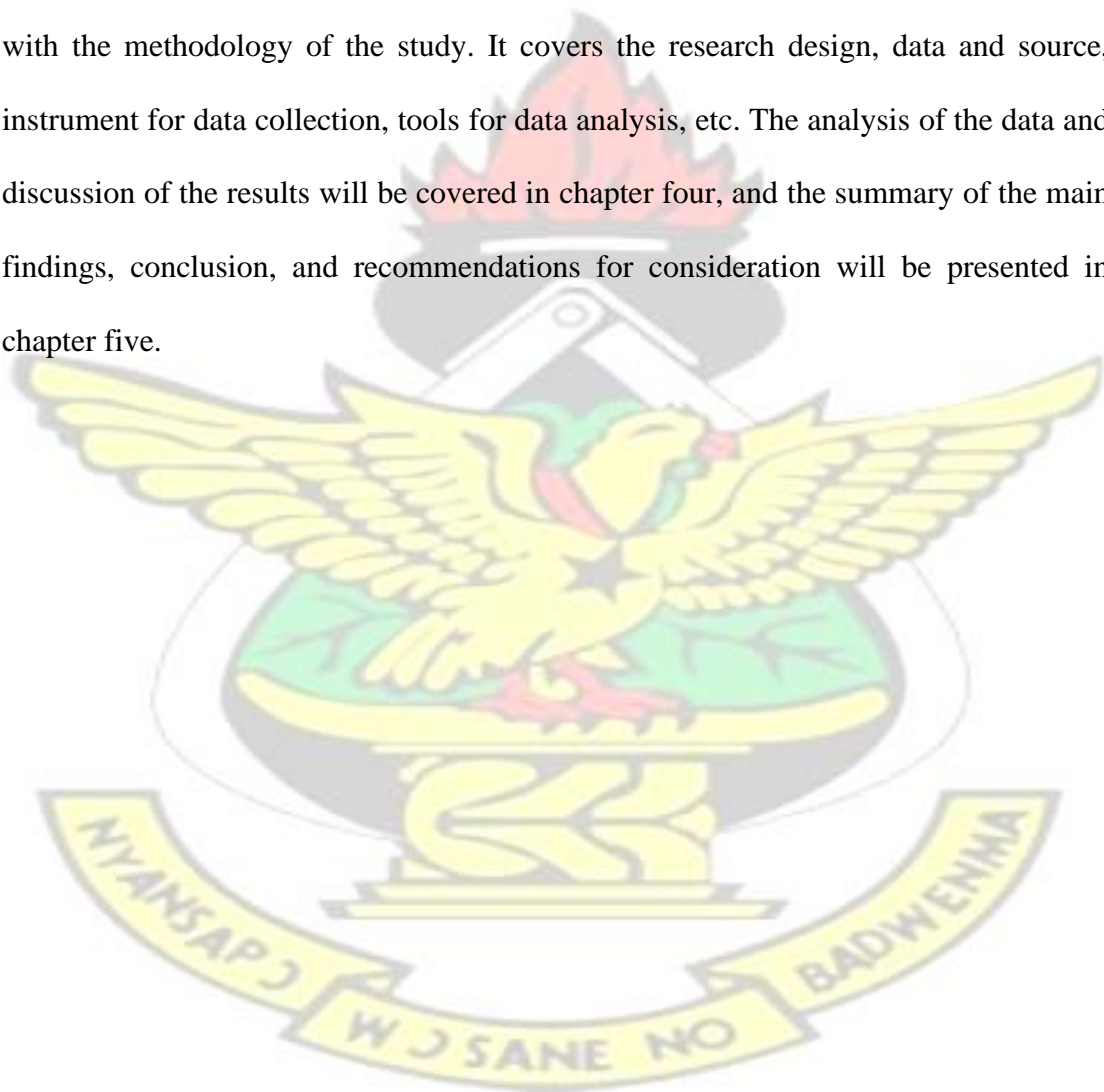 with the methodology of the study. It covers the research design, data and source,
instrument for data collection, tools for data analysis, etc. The analysis of the data and
discussion of the results will be covered in chapter four, and the summary of the main
findings, conclusion, and recommendations for consideration will be presented in
chapter five.
NYANSAPƆ
WƆSANE NO
BADWENMA